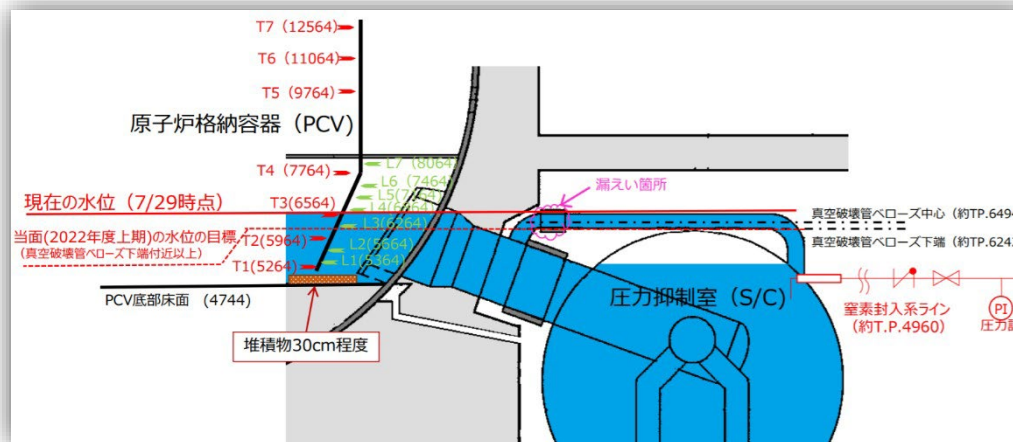 T7 (12564)
T6 (11064)
T5 (9764)
原子炉格納容器 (PCV)
T4 (7764)
L7 (8064)
L6 (7464)
漏えい箇所
現在の水位 (7/29時点)
T3(6564)
L3(6264)
真空破壊管ベローズ中心 (約TP.6494
当面(2022年度上期)の水位の目標
(真空破壊管ベローズ下端付近以上)
T2(5964)
L2(5664)
真空破壊管ベローズ下端 (約TP.624
T1(5264)
L1(5364)
PCV底部床面 (4744)
圧力抑制室 (S/C)
窒素封入系ライン
(約T.P.4960)
PI
堆積物30cm程度